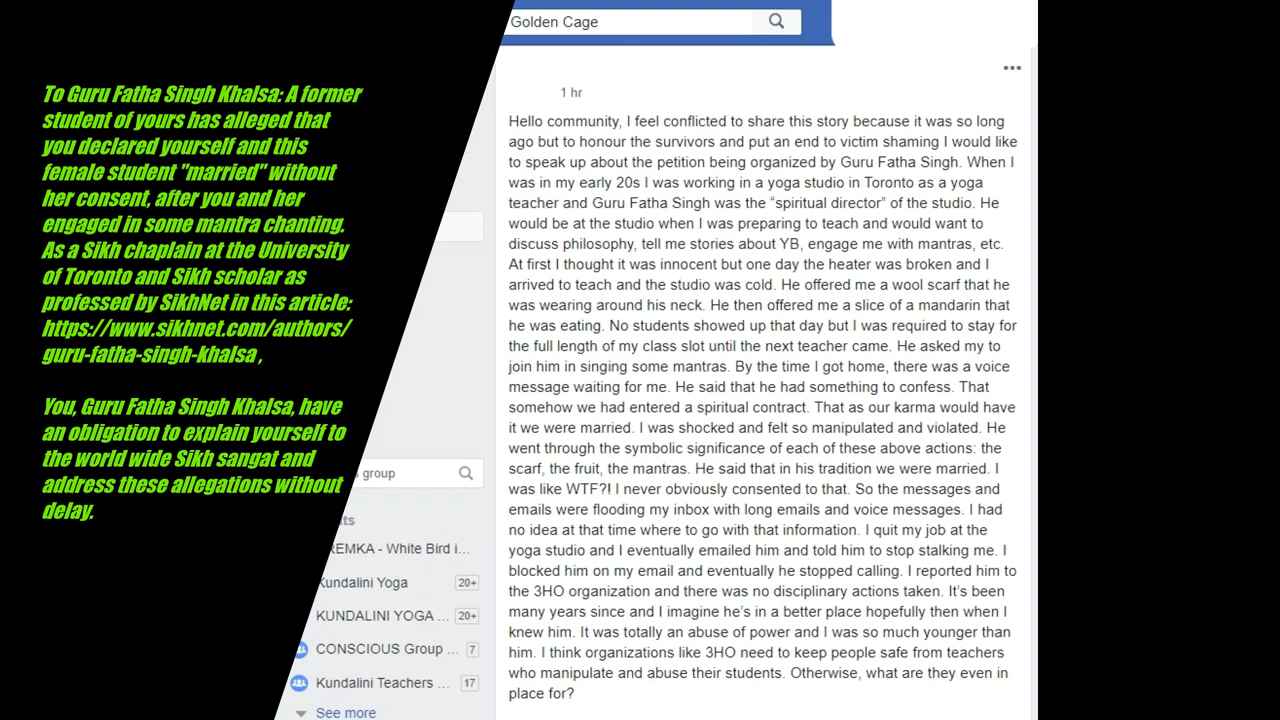 To Guru Fatha Singh Khalsa: A former
student of yours has alleged that
you declared yourself and this
female student "married" without
her consent, after you and her
engaged in some mantra chanting.
As a Sikh chaplain at the University
of Toronto and Sikh scholar as
professed by SikhNet in this article:
https://www.sikhnet.com/authors/
guru-fatha-singh-khalsa ,
You, Guru Fatha Singh Khalsa, have
an obligation to explain yourself to
the world wide Sikh sangat and
address these allegations without
delay.
Golden Cage
1 hr
Hello community, I feel conflicted to share this story because it was so long
ago but to honour the survivors and put an end to victim shaming I would like
to speak up about the petition being organized by Guru Fatha Singh. When I
was in my early 20s I was working in a yoga studio in Toronto as a yoga
teacher and Guru Fatha Singh was the “spiritual director” of the studio. He
would be at the studio when I was preparing to teach and would want to
discuss philosophy, tell me stories about YB, engage me with mantras, etc.
At first I thought it was innocent but one day the heater was broken and I
arrived to teach and the studio was cold. He offered me a wool scarf that he
was wearing around his neck. He then offered me a slice of a mandarin that
he was eating. No students showed up that day but I was required to stay for
the full length of my class slot until the next teacher came. He asked my to
join him in singing some mantras. By the time I got home, there was a voice
message waiting for me. He said that he had something to confess. That
somehow we had entered a spiritual contract. That as our karma would have
it we were married. I was shocked and felt so manipulated and violated. He
went through the symbolic significance of each of these above actions: the
scarf, the fruit, the mantras. He said that in his tradition we were married. I
was like WTF?! I never obviously consented to that. So the messages and
emails were flooding my inbox with long emails and voice messages. I had
no idea at that time where to go with that information. I quit my job at the
yoga studio and I eventually emailed him and told him to stop stalking me. I
blocked him on my email and eventually he stopped calling. I reported him to
the 3HO organization and there was no disciplinary actions taken. It’s been
many years since and I imagine he’s in a better place hopefully then when I
knew him. It was totally an abuse of power and I was so much younger than
him. I think organizations like 3HO need to keep people safe from teachers
who manipulate and abuse their students. Otherwise, what are they even in
place for?
group
REMKA - White Bird i...
Kundalini Yoga 20+
KUNDALINI YOGA ... 20+
CONSCIOUS Group ... 7
Kundalini Teachers ... 17
See more